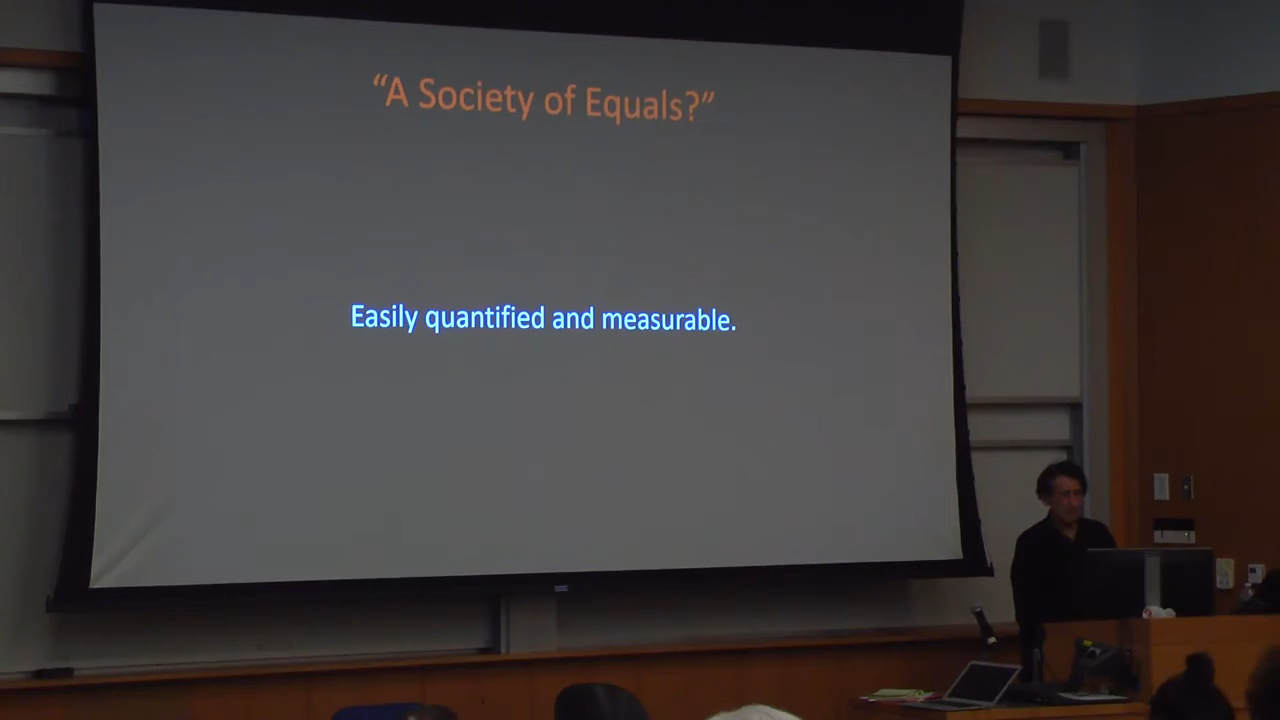 “A Society of Equals?”
Easily quantified and measurable.